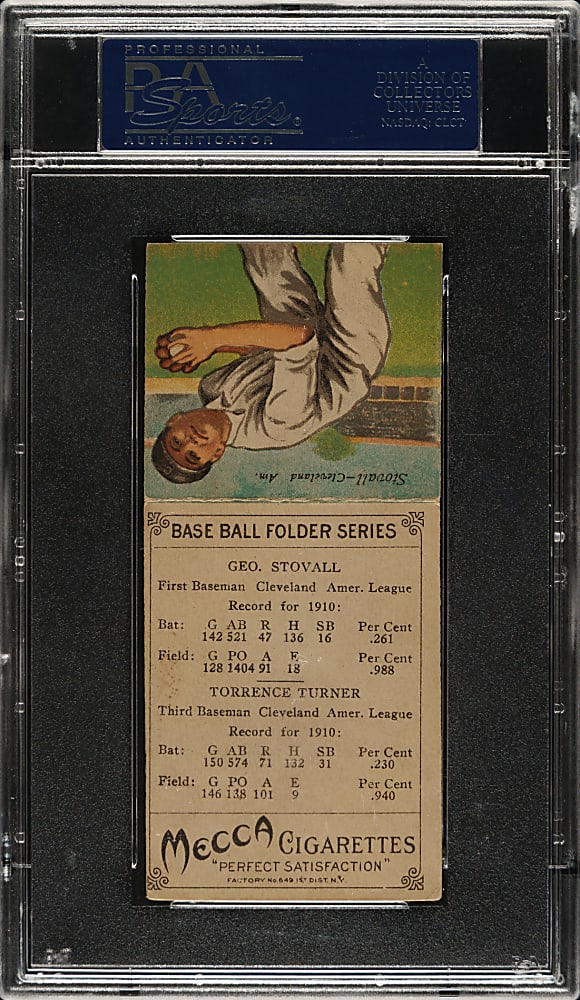 PROFESSIONAL
PSA
Sports
AUTHENTICATOR
A
DIVISION OF
COLLECTORS
UNIVERSE
NASDAQ: CLCT
Stovall—Cleveland Am.
BASE BALL FOLDER SERIES
GEO. STOVALL
First Baseman Cleveland Amer. League
Record for 1910:
Bat: G AB R H SB Per Cent
142 521 47 136 16 .261
Field: G PO A E Per Cent
128 1404 91 18 .988
TORRENCE TURNER
Third Baseman Cleveland Amer. League
Record for 1910:
Bat: G AB R H SB Per Cent
150 574 71 132 31 .230
Field: G PO A E Per Cent
146 138 101 9 .940
MECCA CIGARETTES
"PERFECT SATISFACTION"
FACTORY No. 649 1ST DIST. N.Y.